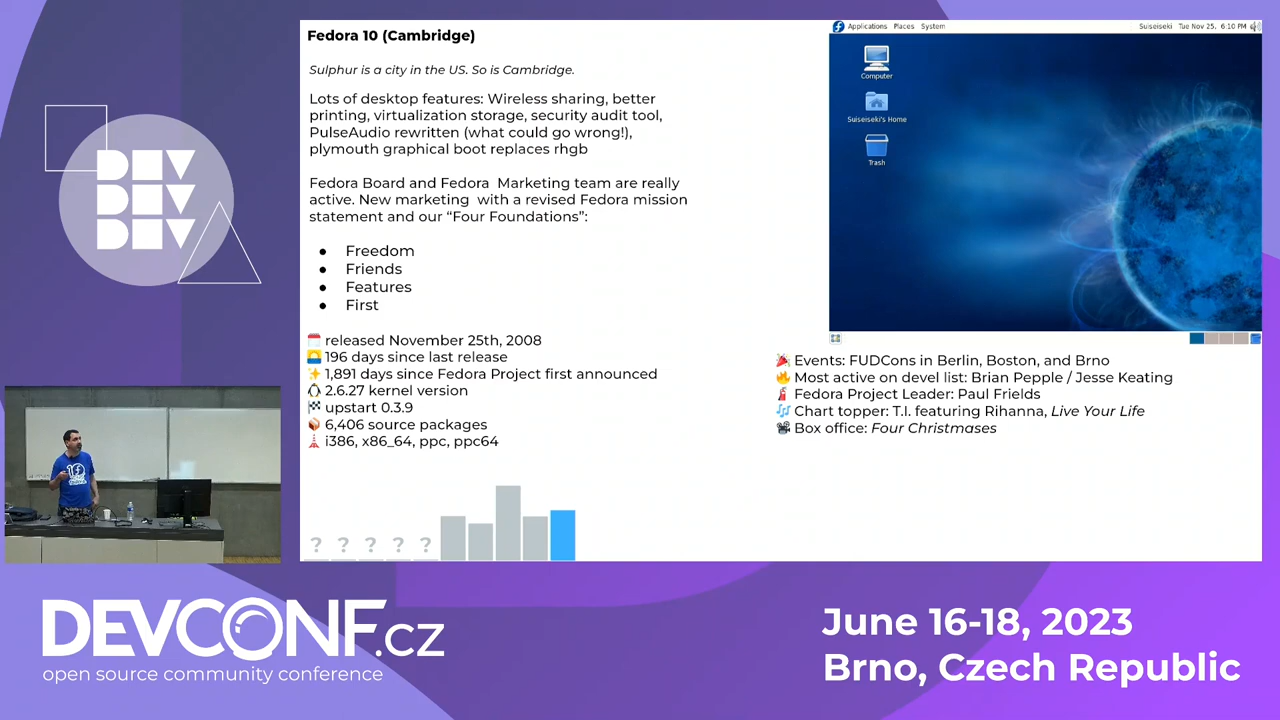 DEV
DEV
DEV
Fedora 10 (Cambridge)
Sulphur is a city in the US. So is Cambridge.
Lots of desktop features: Wireless sharing, better
printing, virtualization storage, security audit tool,
PulseAudio rewritten (what could go wrong!),
plymouth graphical boot replaces rhgb
Fedora Board and Fedora Marketing team are really
active. New marketing with a revised Fedora mission
statement and our “Four Foundations”:
● Freedom
● Friends
● Features
● First
released November 25th, 2008
196 days since last release
1,891 days since Fedora Project first announced
2.6.27 kernel version
upstart 0.3.9
6,406 source packages
i386, x86_64, ppc, ppc64
? ? ? ? ?
Applications Places System Suiseiseki Tue Nov 25, 6:10 PM
Computer
Suiseiseki's Home
Trash
Events: FUDCons in Berlin, Boston, and Brno
Most active on devel list: Brian Pepple / Jesse Keating
Fedora Project Leader: Paul Frields
Chart topper: T.I. featuring Rihanna, Live Your Life
Box office: Four Christmases
DEVCONF.cz
open source community conference
June 16-18, 2023
Brno, Czech Republic